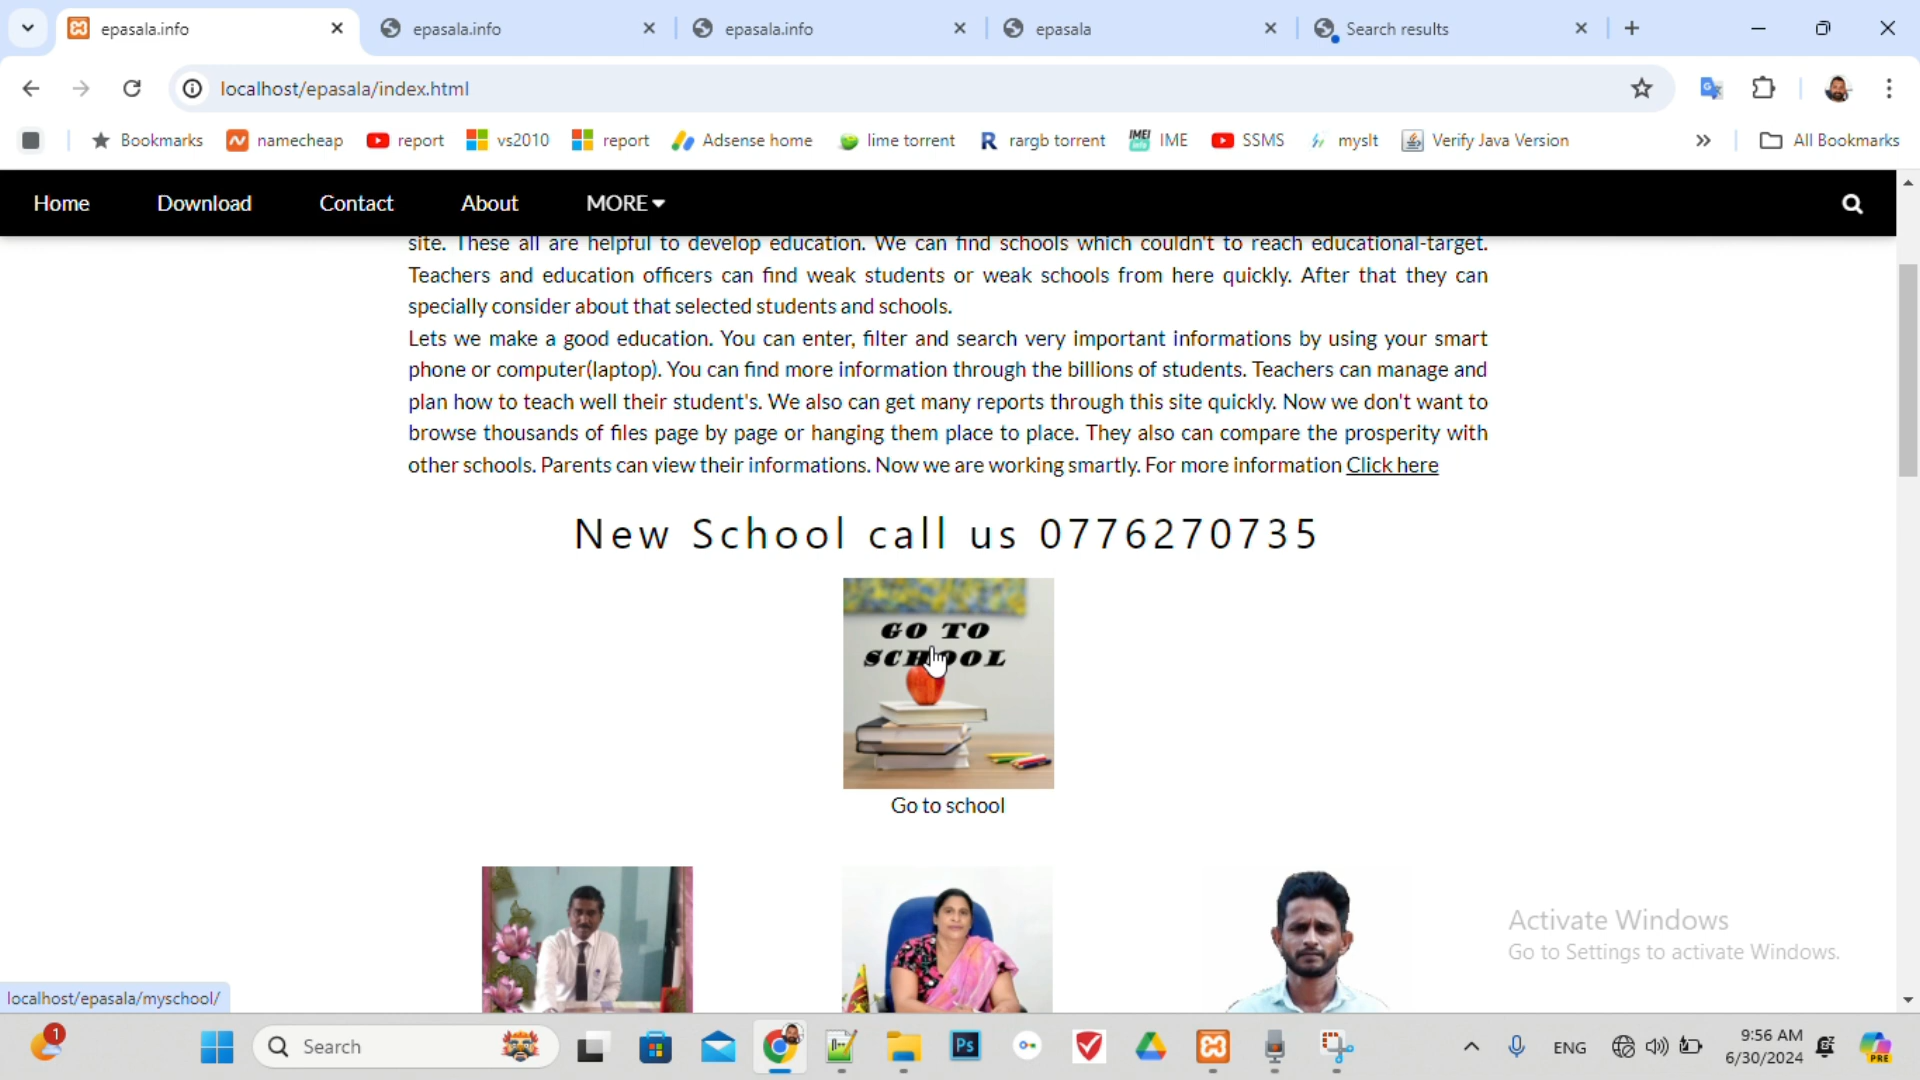 epasala.info
epasala.info
epasala.info
epasala
Search results
localhost/epasala/index.html
Bookmarks
namecheap
report
vs2010
report
Adsense home
lime torrent
rargb torrent
IMEI
IME
SSMS
myslt
Verify Java Version
All Bookmarks
Home
Download
Contact
About
MORE
site. These all are helpful to develop education. We can find schools which couldn't to reach educational-target.
Teachers and education officers can find weak students or weak schools from here quickly. After that they can
specially consider about that selected students and schools.
Lets we make a good education. You can enter, filter and search very important informations by using your smart
phone or computer(laptop). You can find more information through the billions of students. Teachers can manage and
plan how to teach well their student's. We also can get many reports through this site quickly. Now we don't want to
browse thousands of files page by page or hanging them place to place. They also can compare the prosperity with
other schools. Parents can view their informations. Now we are working smartly. For more information Click here
New School call us 0776270735
GO TO
SCHOOL
Go to school
Activate Windows
Go to Settings to activate Windows.
localhost/epasala/myschool/
1
Search
Ps
ENG
9:56 AM
6/30/2024
PRE